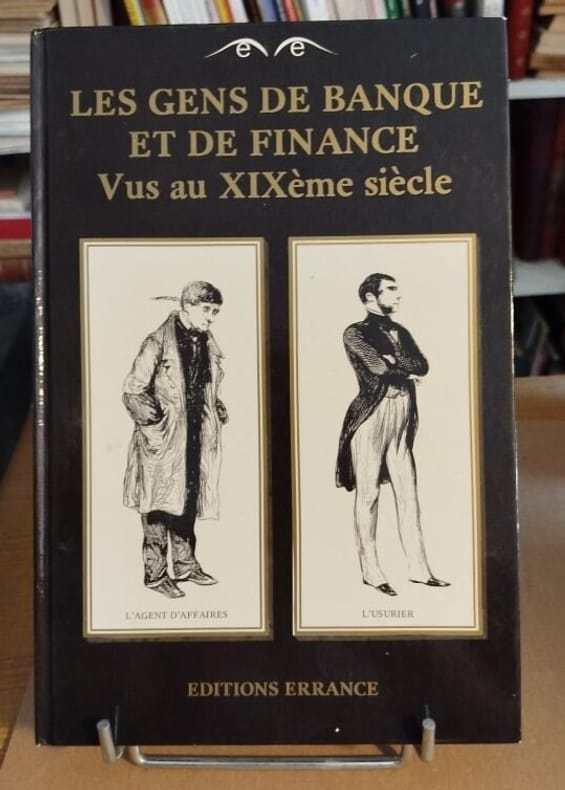 e e
LES GENS DE BANQUE
ET DE FINANCE
Vus au XIXème siècle
L'AGENT D'AFFAIRES
L'USURIER
EDITIONS ERRANCE